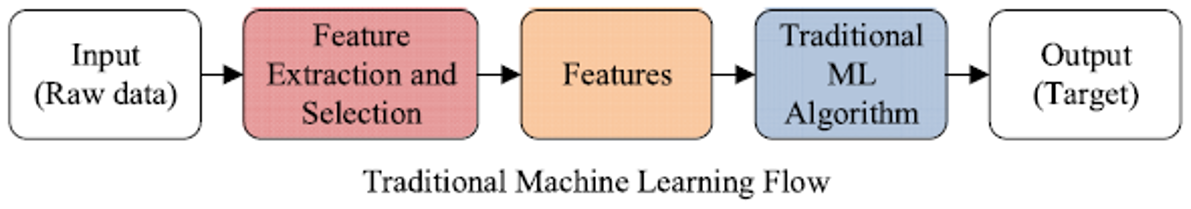 Input
(Raw data)
Feature
Extraction and
Selection
Features
Traditional
ML
Algorithm
Output
(Target)
Traditional Machine Learning Flow